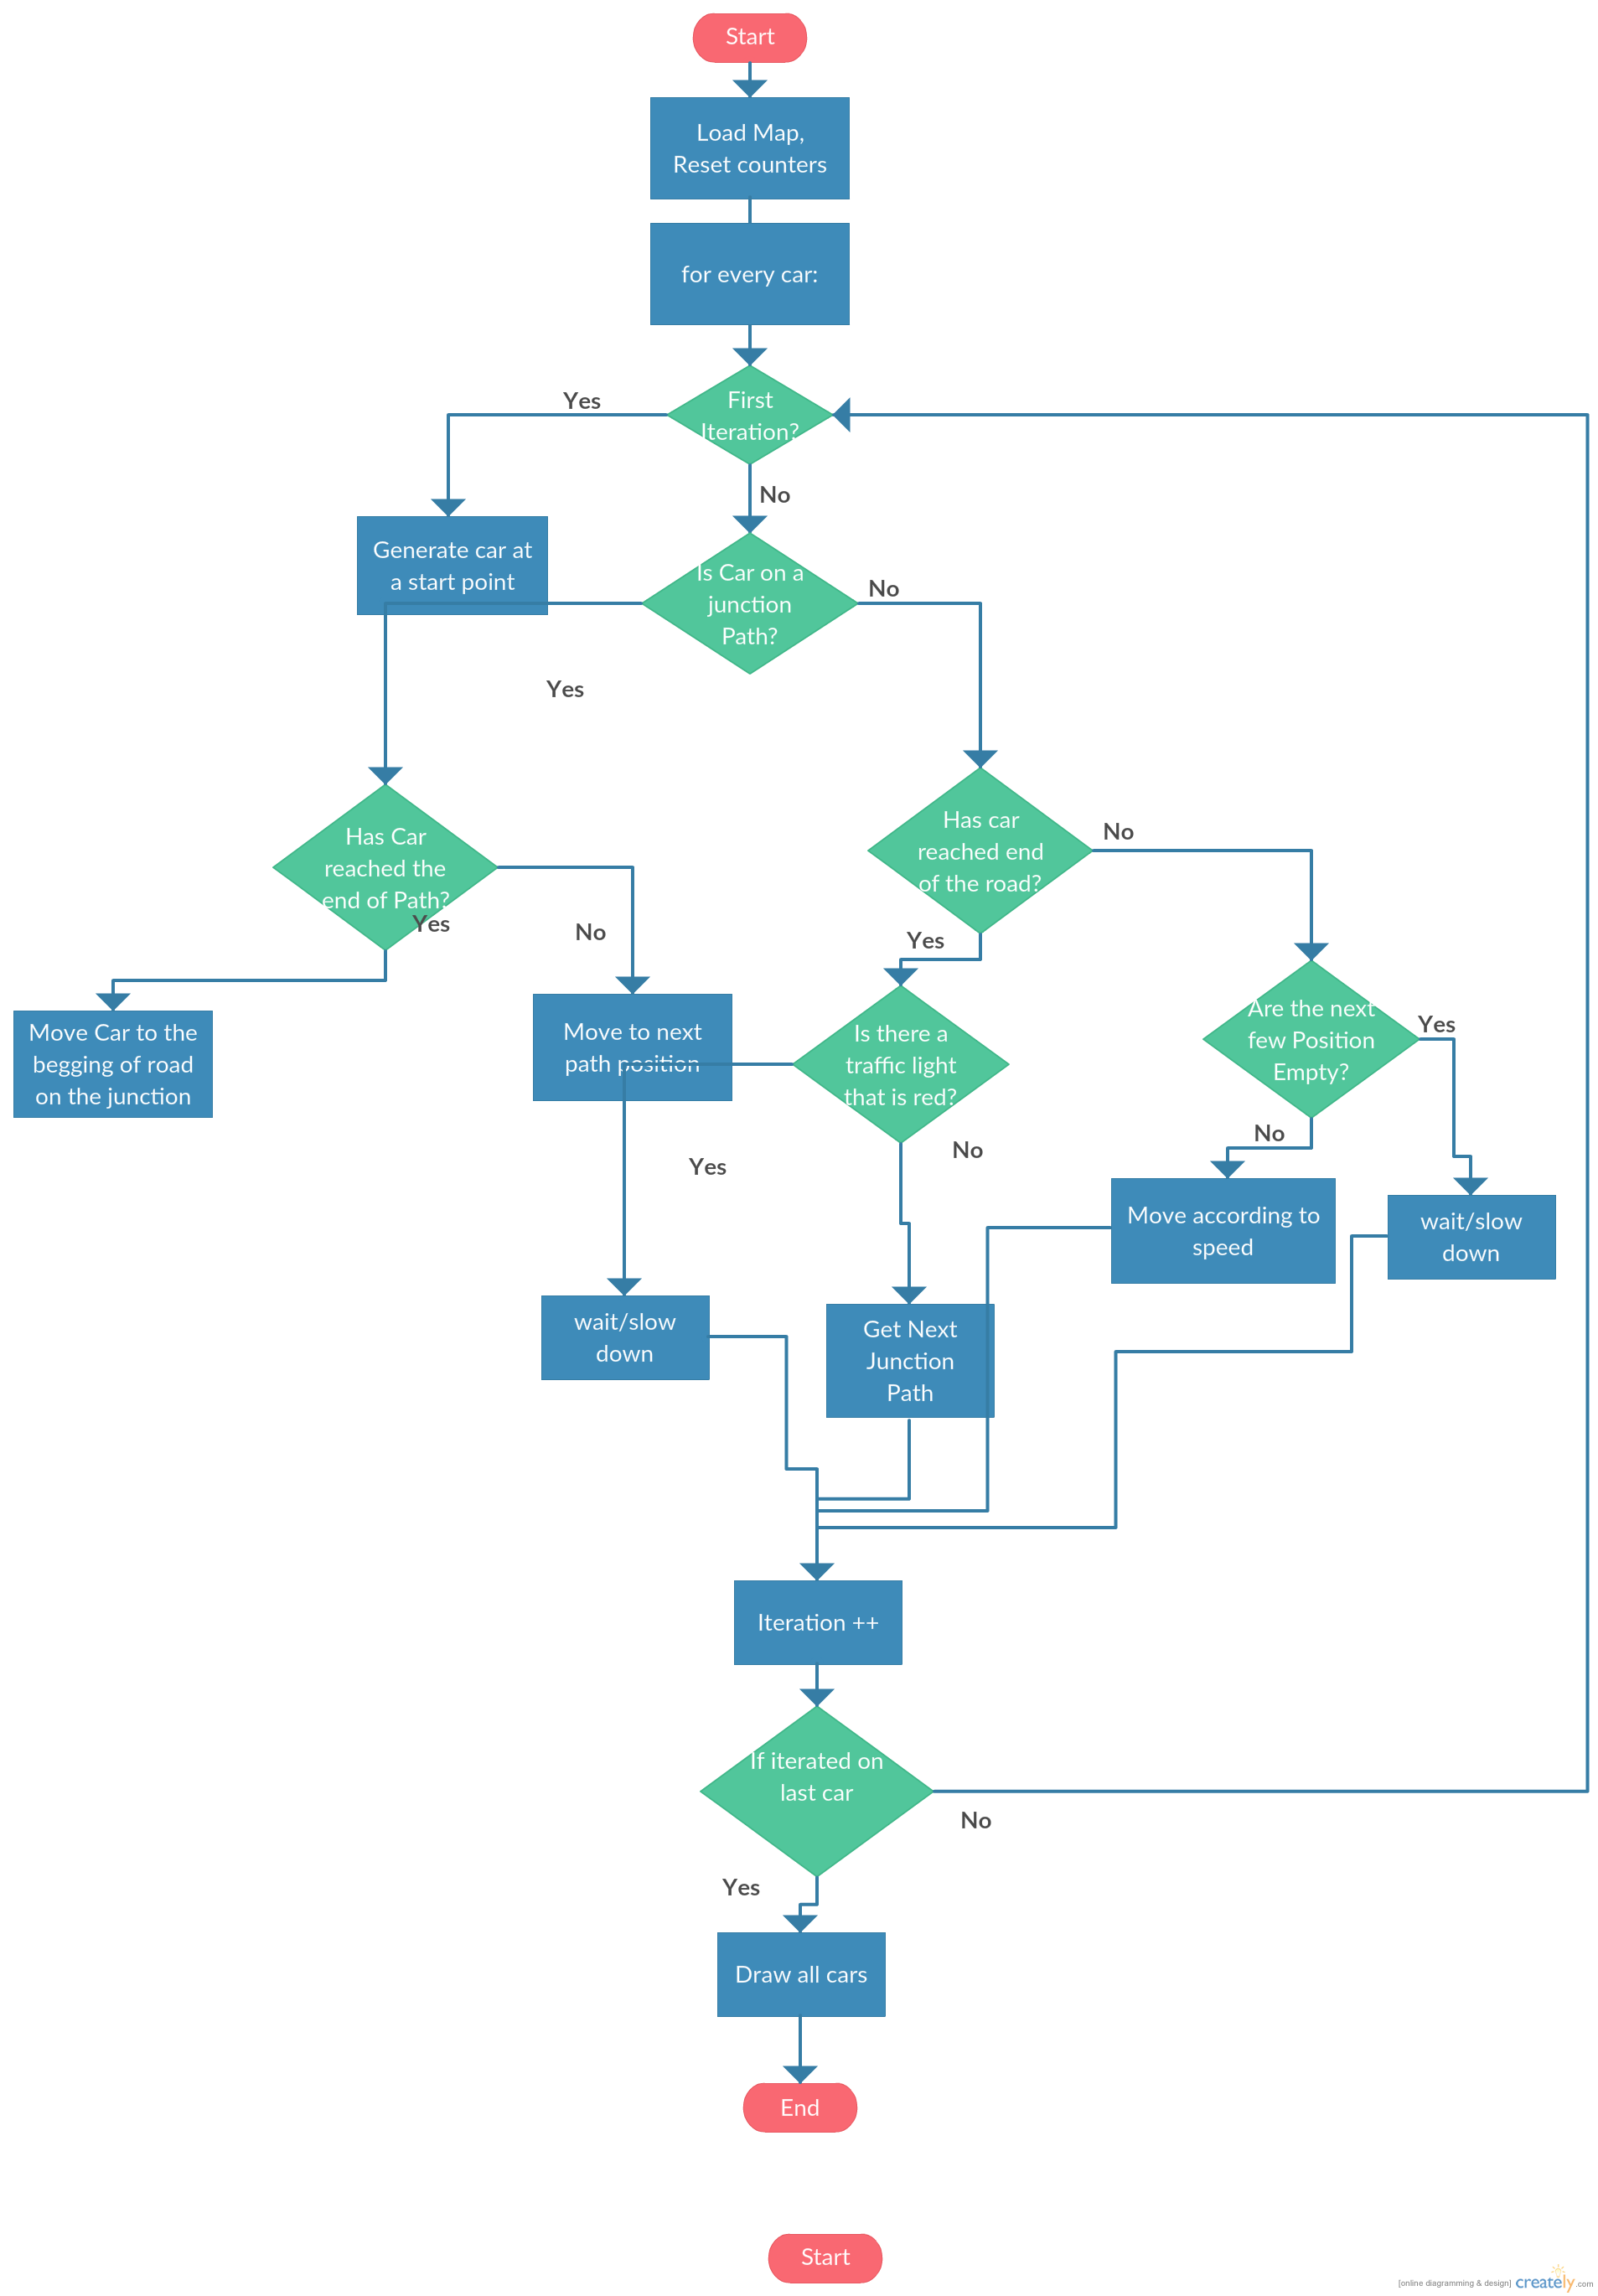 Start
Load Map,
Reset counters
for every car:
First
Iteration?
Yes
No
Generate car at
a start point
Is Car on a
junction
Path?
No
Yes
Has Car
reached the
end of Path?
Yes
No
Has car
reached end
of the road?
No
Yes
Move Car to the
begging of road
on the junction
Move to next
path position
Is there a
traffic light
that is red?
Yes
No
Are the next
few Position
Empty?
Yes
No
Move according to
speed
wait/slow
down
wait/slow
down
Get Next
Junction
Path
Iteration ++
If iterated on
last car
No
Yes
Draw all cars
End
Start
[online diagramming & design] creately.com